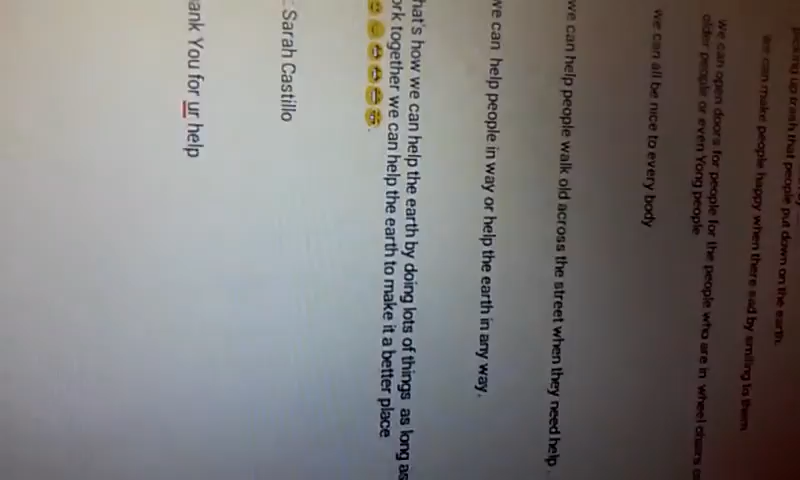 picking up trash that people put down on the earth.
we can make people happy when there sad by smiling to them
we can open doors for people for the people who are in wheel chairs
older people or even Yong people
we can all be nice to every body
we can help people walk old across the street when they need help.
we can help people in way or help the earth in any way.
hat's how we can help the earth by doing lots of things as long as
ork together we can help the earth to make it a better place
😀😀😀😀😀😀.
: Sarah Castillo
ank You for ur help